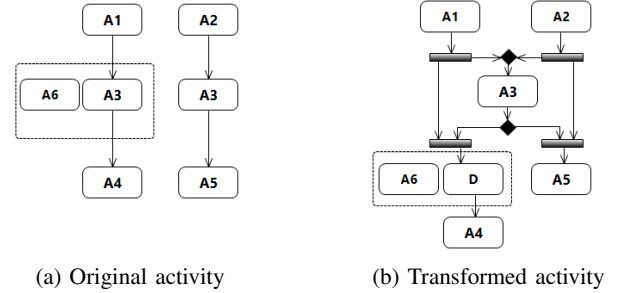 A1 A2 A1 A2
A6 A3 A3 A3
A4 A5 A6 D A5
A4
(a) Original activity (b) Transformed activity